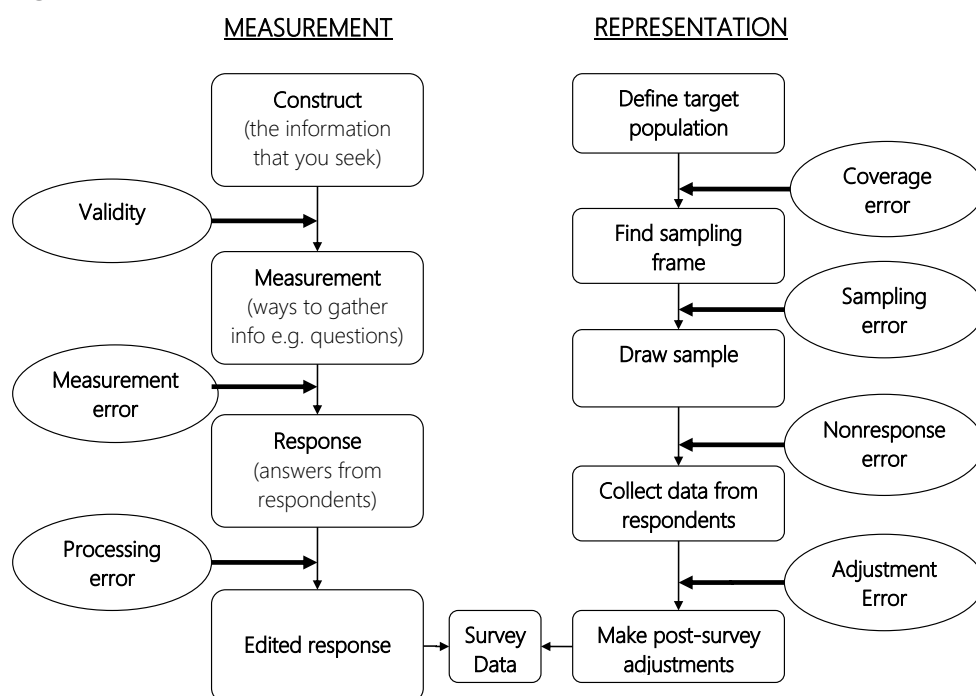 MEASUREMENT
Construct
(the information
that you seek)
Validity
Measurement
(ways to gather
info e.g. questions)
Measurement
error
Response
(answers from
respondents)
Processing
error
Edited response
Survey
Data
REPRESENTATION
Define target
population
Coverage
error
Find sampling
frame
Sampling
error
Draw sample
Nonresponse
error
Collect data from
respondents
Adjustment
Error
Make post-survey
adjustments